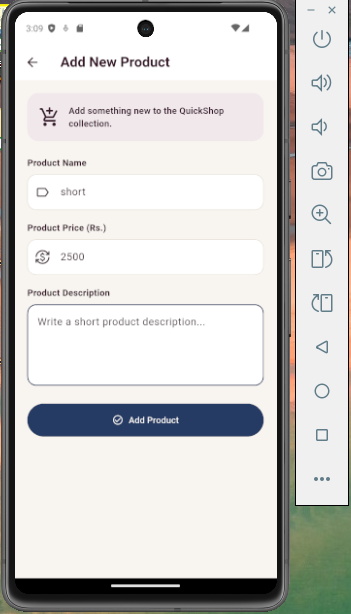 3:09
Add New Product
Add something new to the QuickShop
collection.
Product Name
short
Product Price (Rs.)
2500
Product Description
Write a short product description...
Add Product